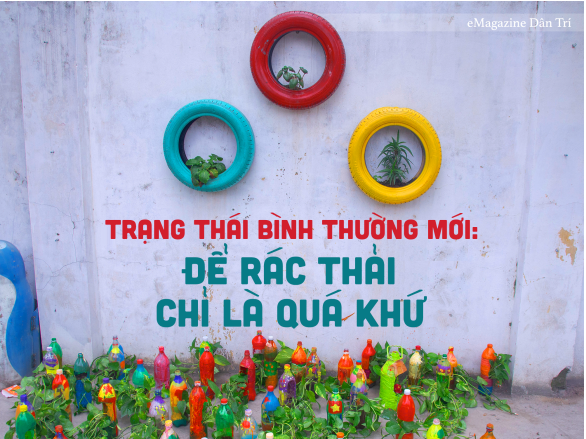 eMagazine Dân Trí
TRẠNG THÁI BÌNH THƯỜNG MỚI:
ĐỂ RÁC THẢI
CHỈ LÀ QUÁ KHỨ